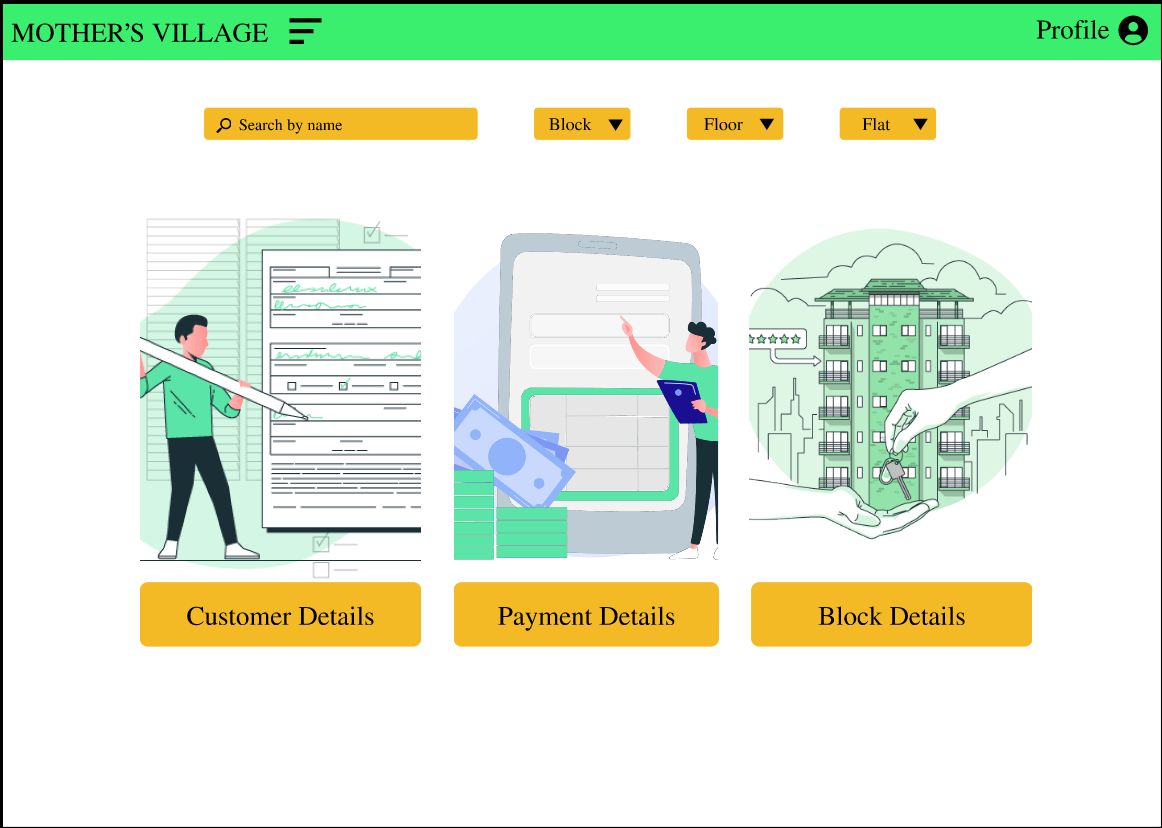 MOTHER'S VILLAGE
Profile
Search by name
Block
Floor
Flat
Customer Details
Payment Details
Block Details